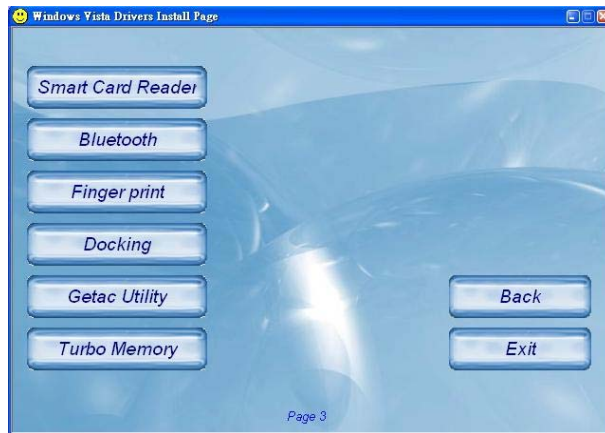 Windows Vista Drivers Install Page
Smart Card Reader
Bluetooth
Finger print
Docking
Getac Utility
Turbo Memory
Back
Exit
Page 3